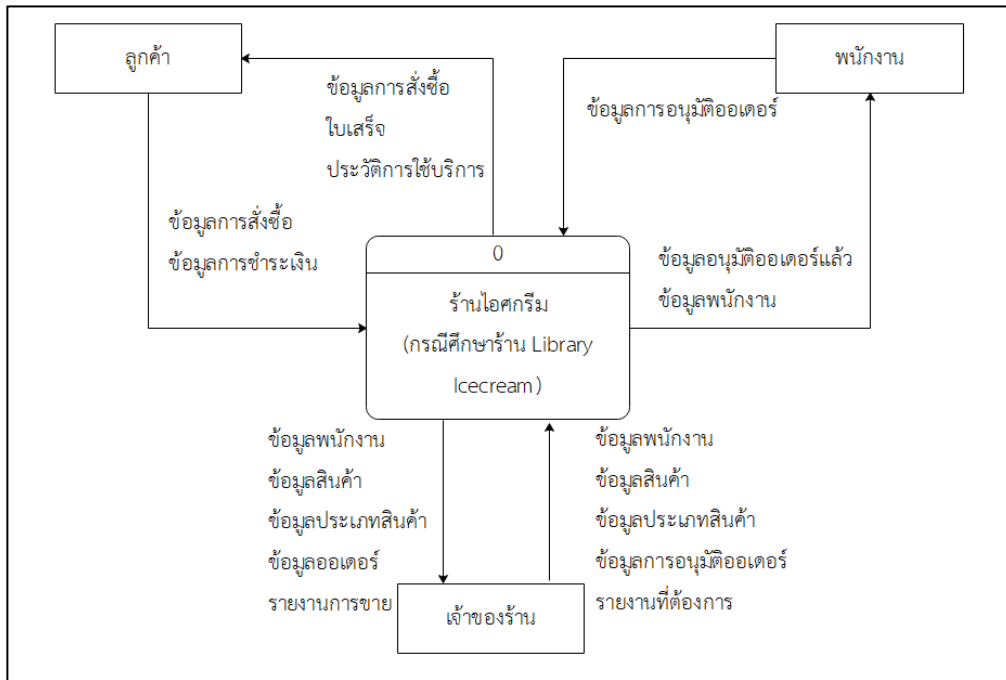 ลูกค้า
พนักงาน
ข้อมูลการสั่งซื้อ
ใบเสร็จ
ประวัติการใช้บริการ
ข้อมูลการอนุมัติออเดอร์
ข้อมูลการสั่งซื้อ
ข้อมูลการชำระเงิน
0
ร้านไอศกรีม
(กรณีศึกษาร้าน Library
Icecream )
ข้อมูลอนุมัติออเดอร์แล้ว
ข้อมูลพนักงาน
ข้อมูลพนักงาน
ข้อมูลสินค้า
ข้อมูลประเภทสินค้า
ข้อมูลออเดอร์
รายงานการขาย
ข้อมูลพนักงาน
ข้อมูลสินค้า
ข้อมูลประเภทสินค้า
ข้อมูลการอนุมัติออเดอร์
รายงานที่ต้องการ
เจ้าของร้าน